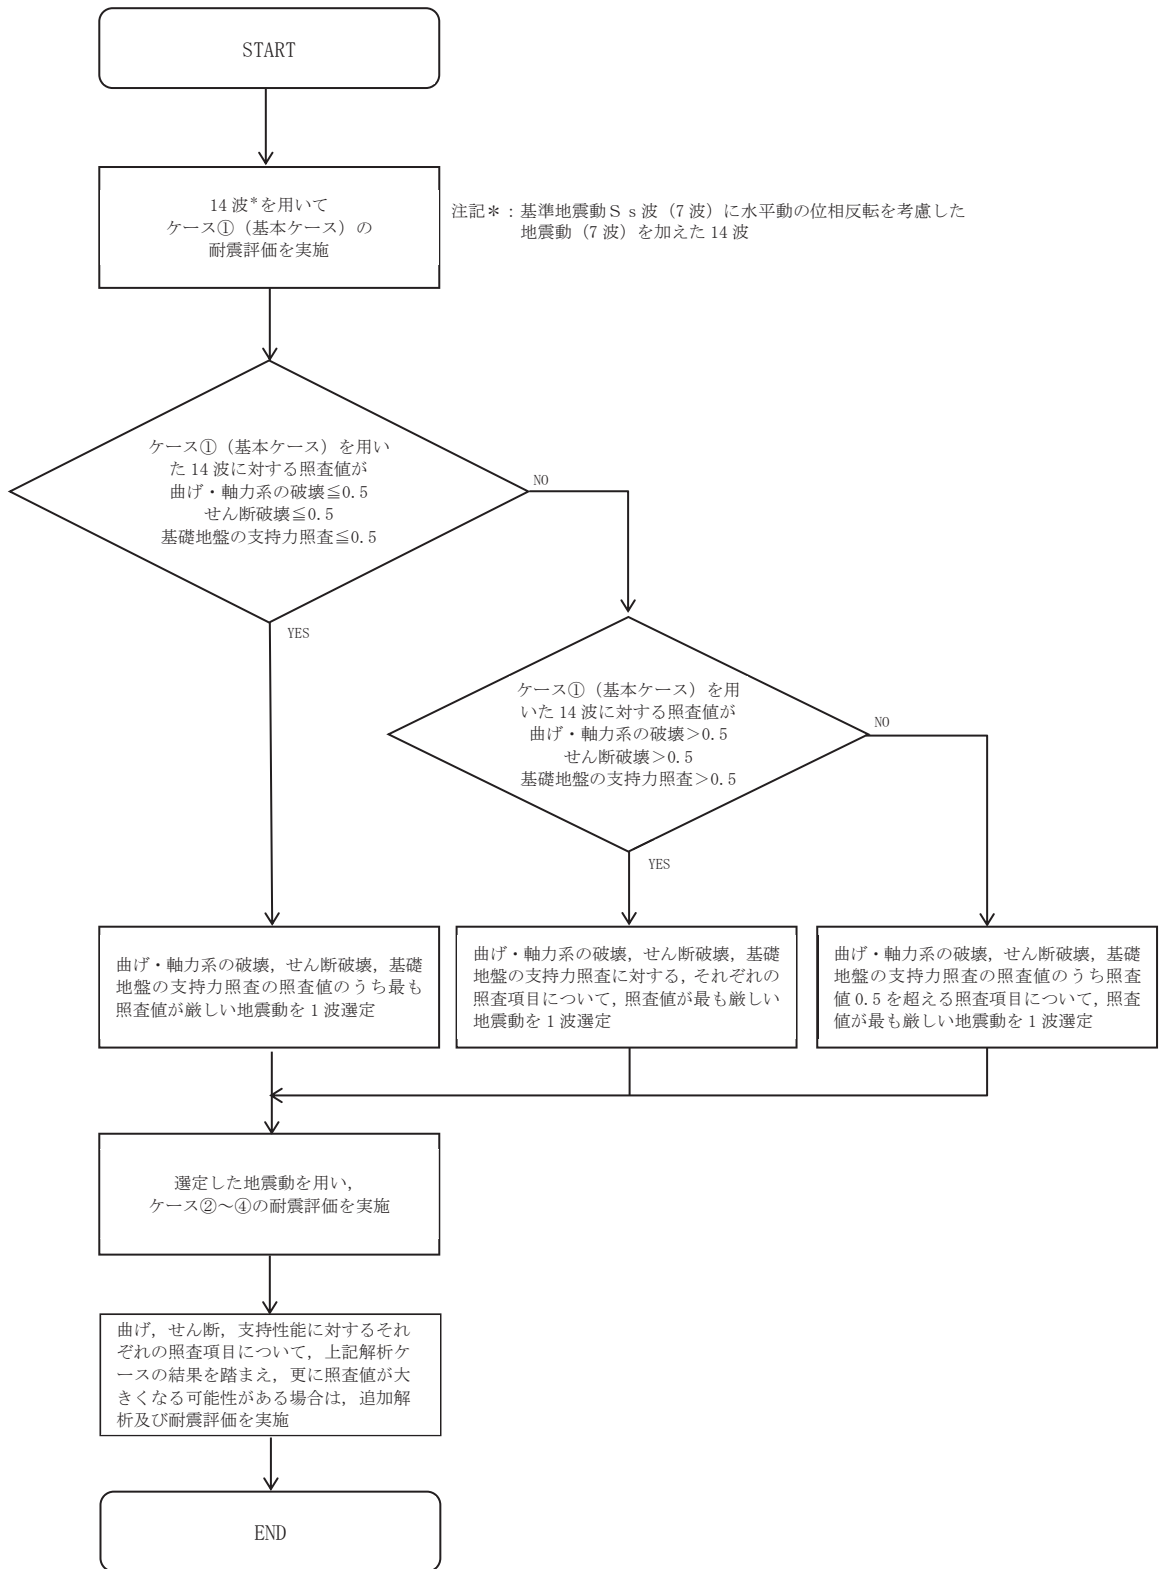 START
14 波*を用いて
ケース①（基本ケース）の
耐震評価を実施
注記＊：基準地震動Ｓｓ波（7 波）に水平動の位相反転を考慮した
地震動（7 波）を加えた 14 波
ケース①（基本ケース）を用い
た 14 波に対する照査値が
曲げ・軸力系の破壊≦0.5
せん断破壊≦0.5
基礎地盤の支持力照査≦0.5
NO
YES
ケース①（基本ケース）を用
いた 14 波に対する照査値が
曲げ・軸力系の破壊＞0.5
せん断破壊＞0.5
基礎地盤の支持力照査＞0.5
NO
YES
曲げ・軸力系の破壊，せん断破壊，基礎
地盤の支持力照査の照査値のうち最も
照査値が厳しい地震動を 1 波選定
曲げ・軸力系の破壊，せん断破壊，基礎
地盤の支持力照査に対する，それぞれの
照査項目について，照査値が最も厳しい
地震動を 1 波選定
曲げ・軸力系の破壊，せん断破壊，基礎
地盤の支持力照査の照査値のうち照査
値 0.5 を超える照査項目について，照査
値が最も厳しい地震動を 1 波選定
選定した地震動を用い，
ケース②～④の耐震評価を実施
曲げ，せん断，支持性能に対するそれ
ぞれの照査項目について，上記解析ケ
ースの結果を踏まえ，更に照査値が大
きくなる可能性がある場合は，追加解
析及び耐震評価を実施
END